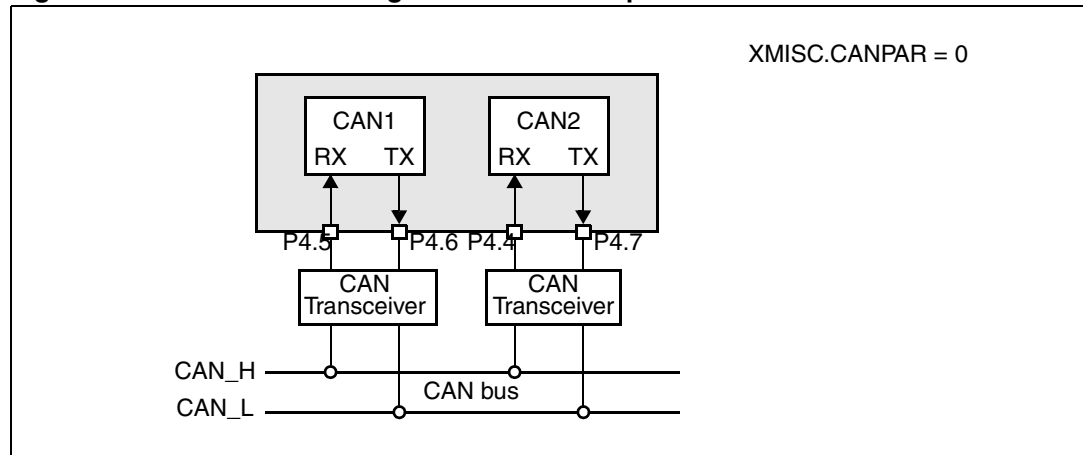 XMISC.CANPAR = 0
CAN1
CAN2
RX TX
RX TX
P4.5 P4.6 P4.4 P4.7
CAN
Transceiver
CAN
Transceiver
CAN_H
CAN bus
CAN_L